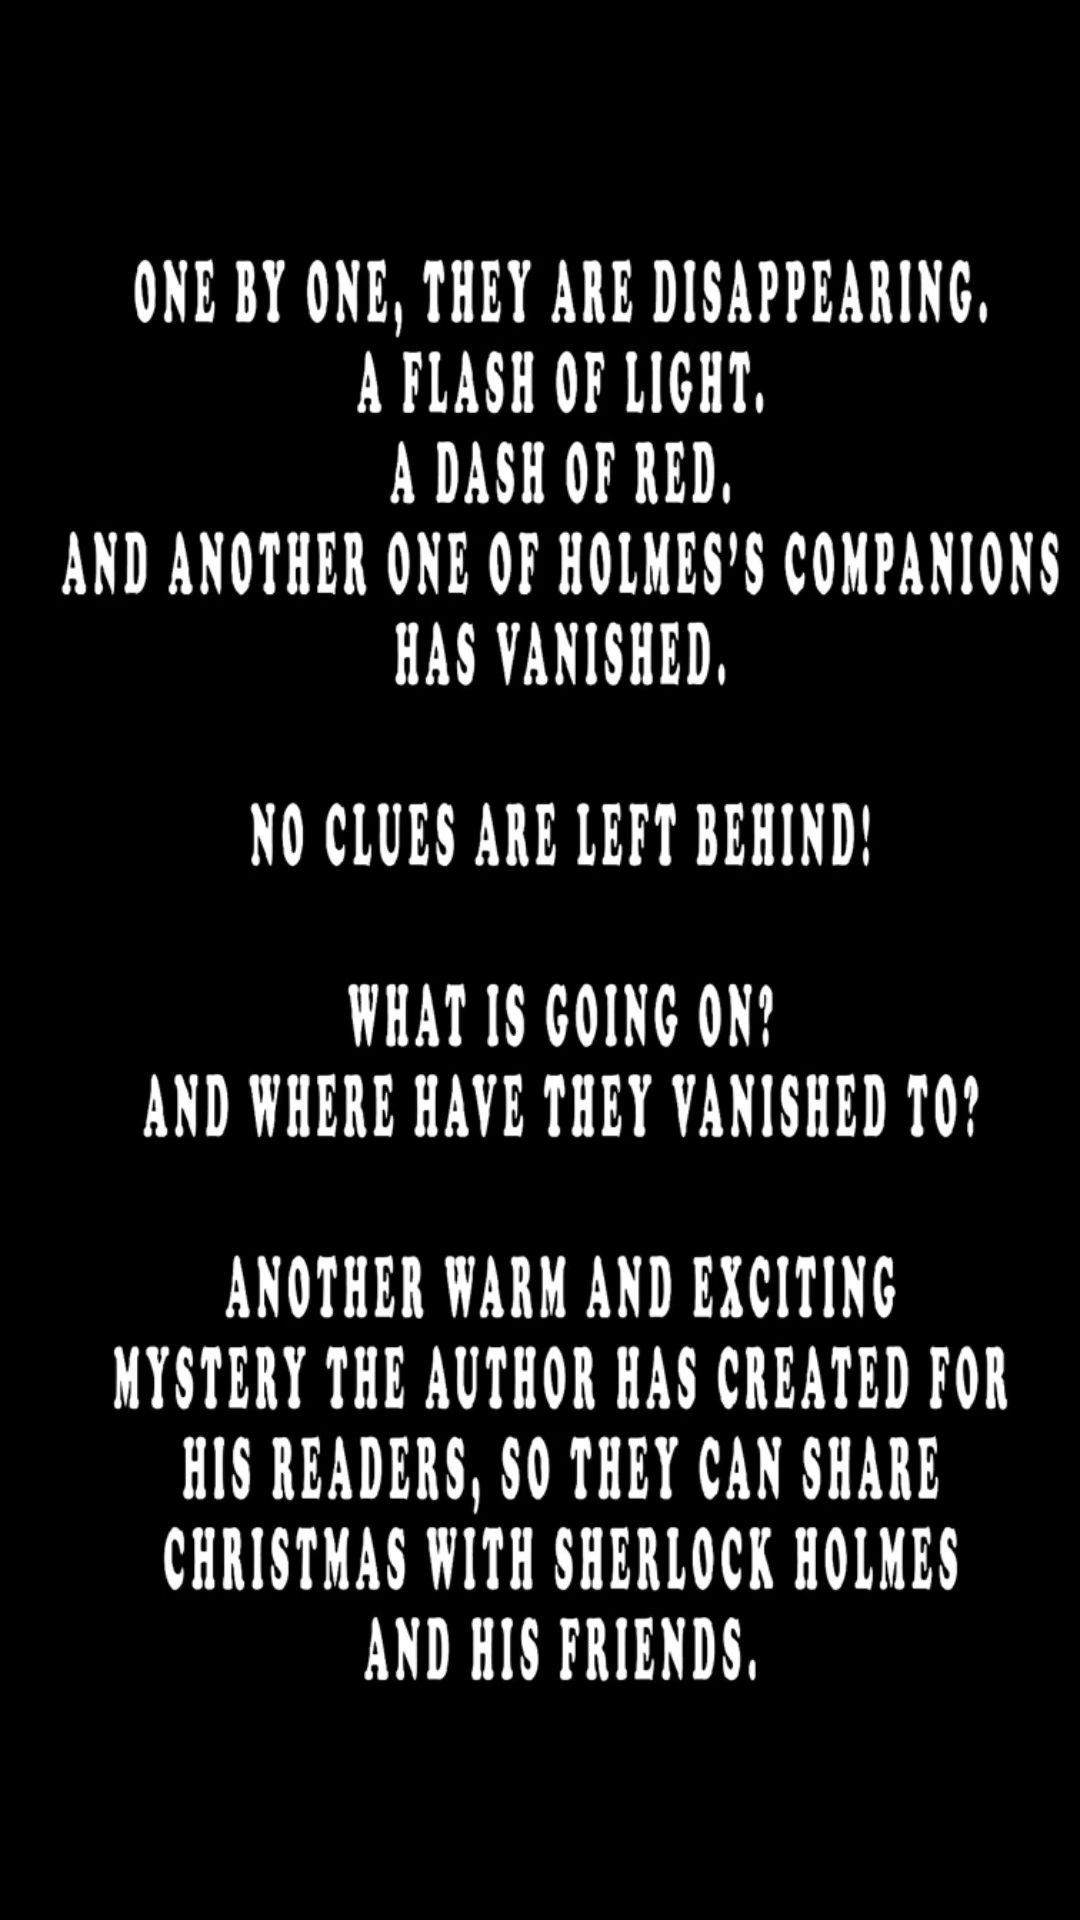 ONE BY ONE, THEY ARE DISAPPEARING.
A FLASH OF LIGHT.
A DASH OF RED.
AND ANOTHER ONE OF HOLMES’S COMPANIONS
HAS VANISHED.
NO CLUES ARE LEFT BEHIND!
WHAT IS GOING ON?
AND WHERE HAVE THEY VANISHED TO?
ANOTHER WARM AND EXCITING
MYSTERY THE AUTHOR HAS CREATED FOR
HIS READERS, SO THEY CAN SHARE
CHRISTMAS WITH SHERLOCK HOLMES
AND HIS FRIENDS.